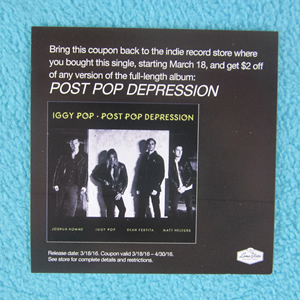 Bring this coupon back to the indie record store where
you bought this single, starting March 18, and get $2 off
of any version of the full-length album:
POST POP DEPRESSION
IGGY POP · POST POP DEPRESSION
JOSHUA HOMME IGGY POP DEAN FERTITA MATT HELDERS
Release date: 3/18/16. Coupon valid 3/18/16 – 4/30/16.
See store for complete details and restrictions.